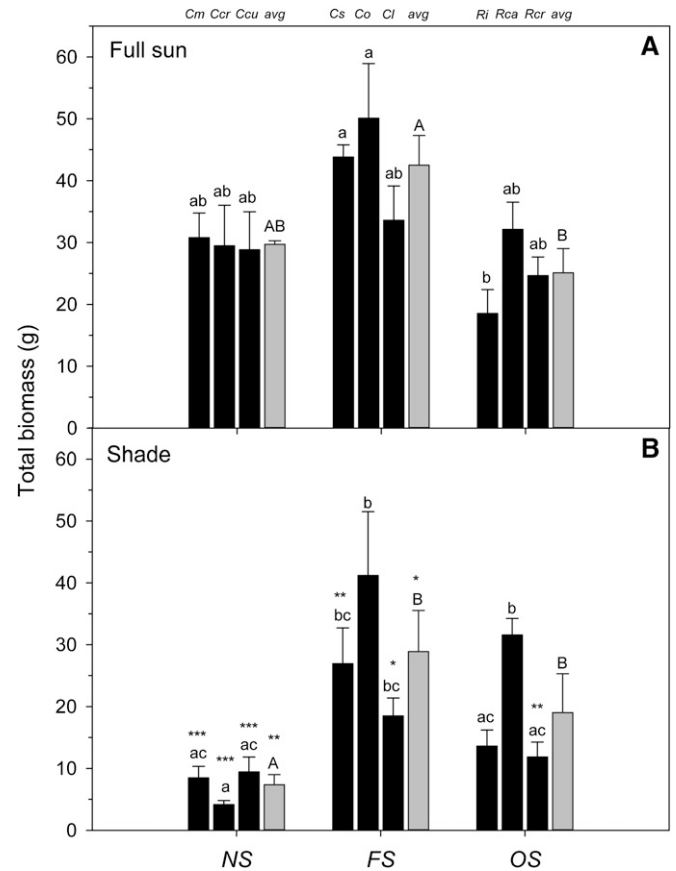 Cm Ccr Ccu avg Cs Co Cl avg Ri Rca Rcr avg
Full sun A
60
50
40
30
20
10
0
a
a
ab
A
ab
ab
ab
AB
b
ab
ab
B
Total biomass (g)
Shade B
60
50
40
30
20
10
0
***
ac
***
a
***
ac
**
A
**
bc
b
*
bc
*
B
ac
b
**
ac
B
NS FS OS